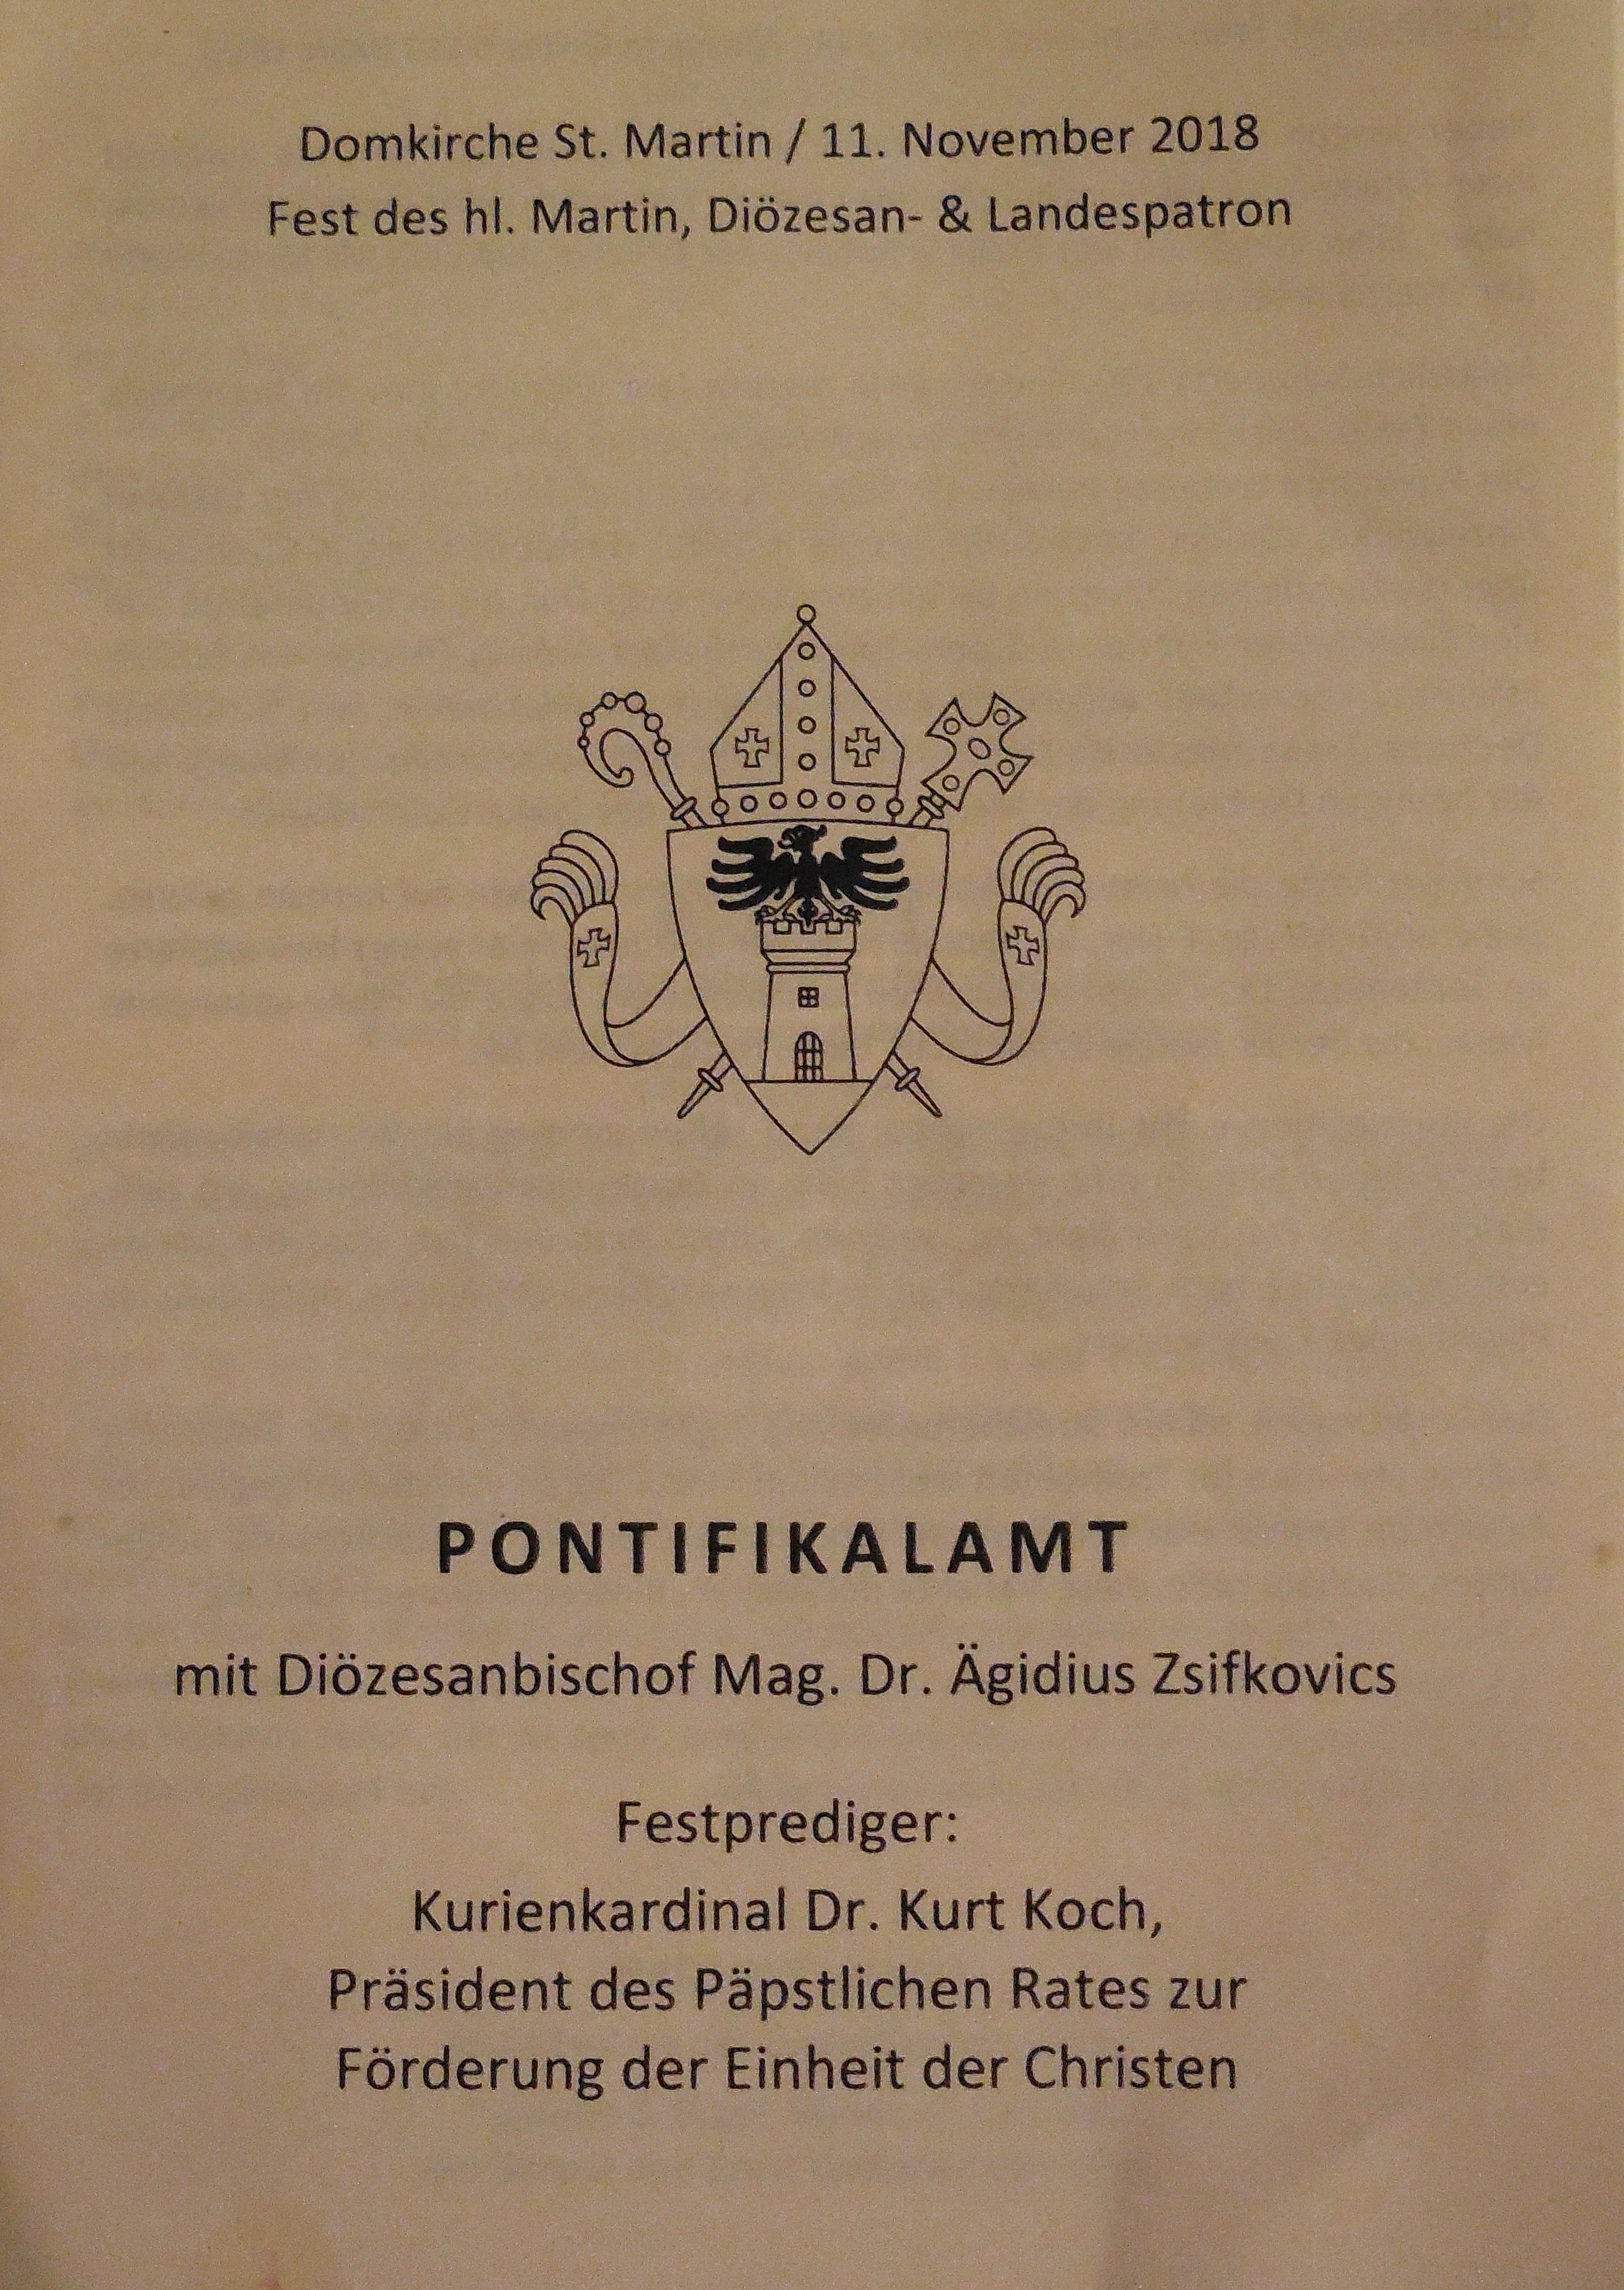 Domkirche St. Martin / 11. November 2018
Fest des hl. Martin, Diözesan- & Landespatron
PONTIFIKALAMT
mit Diözesanbischof Mag. Dr. Ägidius Zsifkovics
Festprediger:
Kurienkardinal Dr. Kurt Koch,
Präsident des Päpstlichen Rates zur
Förderung der Einheit der Christen